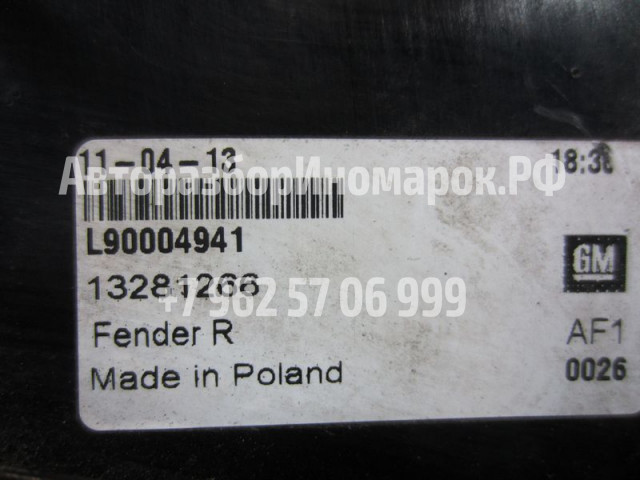 11-04-13 18:36
АвторазборИномарок.РФ
L90004941
GM
13281266
+7 962 57 06 999
Fender R AF1
Made in Poland 0026